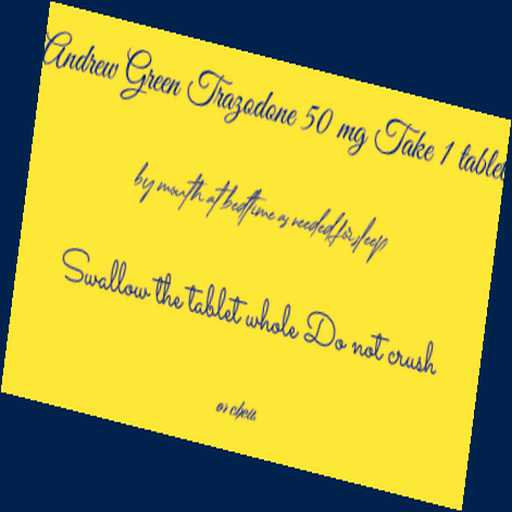 Andrew Green Trazodone 50 mg Take 1 tablet
by mouth at bedtime as needed for sleep
Swallow the tablet whole Do not crush
or chew